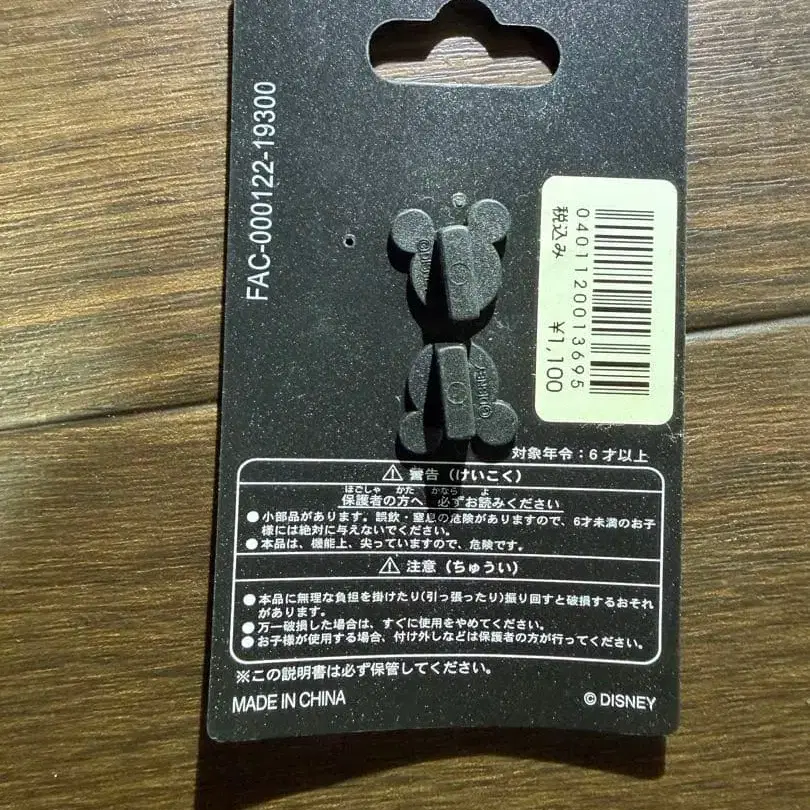 FAC-000122-19300
0401120013695
税込み ¥1,100
対象年令：6才以上
⚠ 警告（けいこく）
ほごしゃ かた かなら よ
保護者の方へ 必ずお読みください
●小部品があります。誤飲・窒息の危険がありますので、6才未満のお子
様には絶対に与えないでください。
●本品は、機能上、尖っていますので、危険です。
⚠ 注意（ちゅうい）
●本品に無理な負担を掛けたり(引っ張ったり)振り回すと破損するおそれ
があります。
●万一破損した場合は、すぐに使用をやめてください。
●お子様が使用する場合、付け外しなどは保護者の方が行ってください。
※この説明書は必ず保管してください。
MADE IN CHINA
© DISNEY